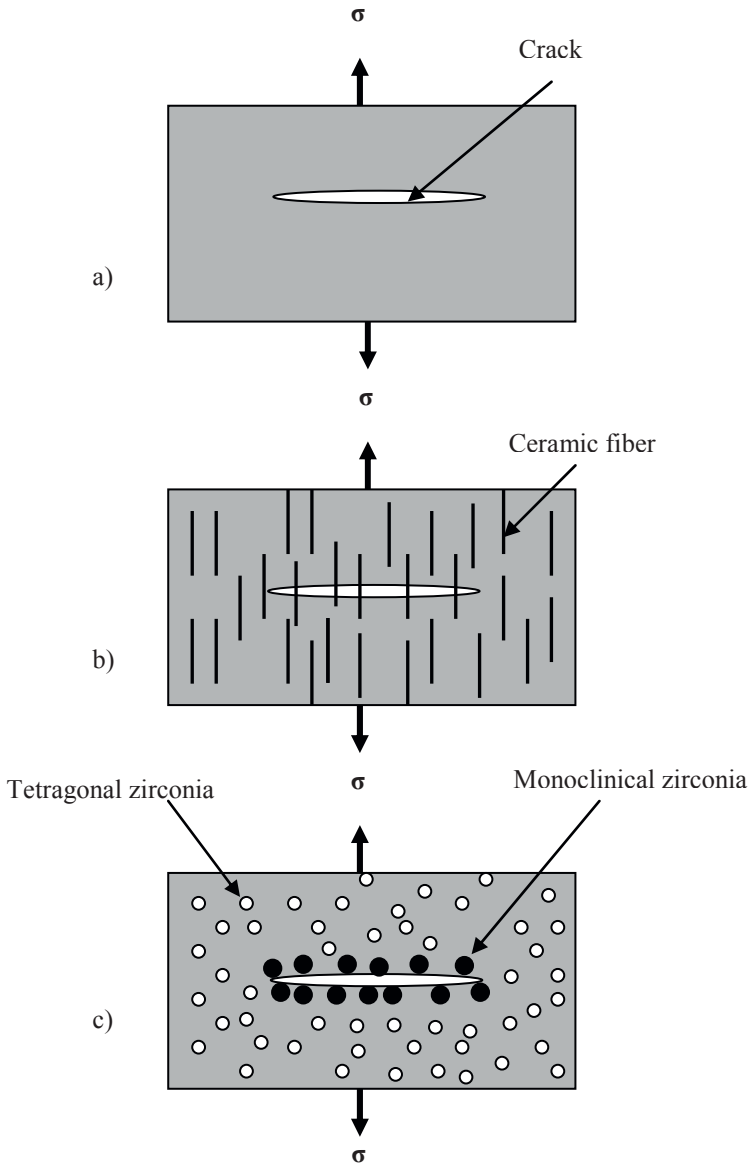 σ
Crack
a)
σ
Ceramic fiber
b)
σ
Tetragonal zirconia
Monoclinical zirconia
c)
σ